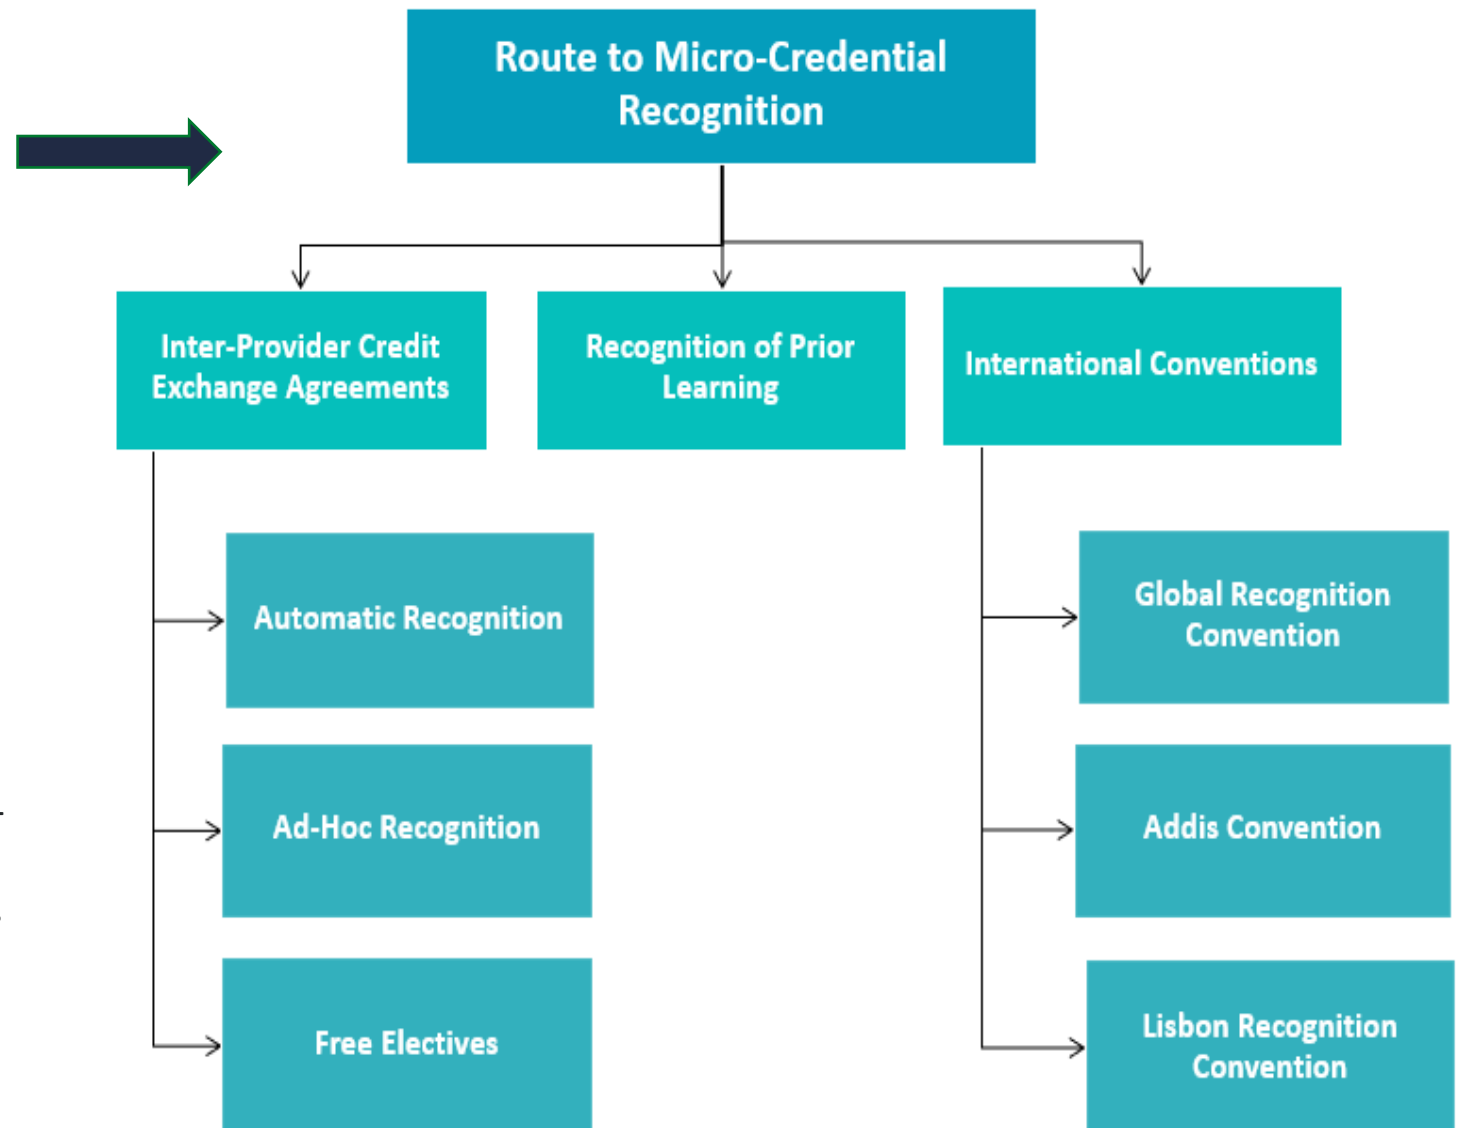 Route to Micro-Credential
Recognition
Inter-Provider Credit
Exchange Agreements
Recognition of Prior
Learning
International Conventions
Automatic Recognition
Ad-Hoc Recognition
Free Electives
Global Recognition
Convention
Addis Convention
Lisbon Recognition
Convention